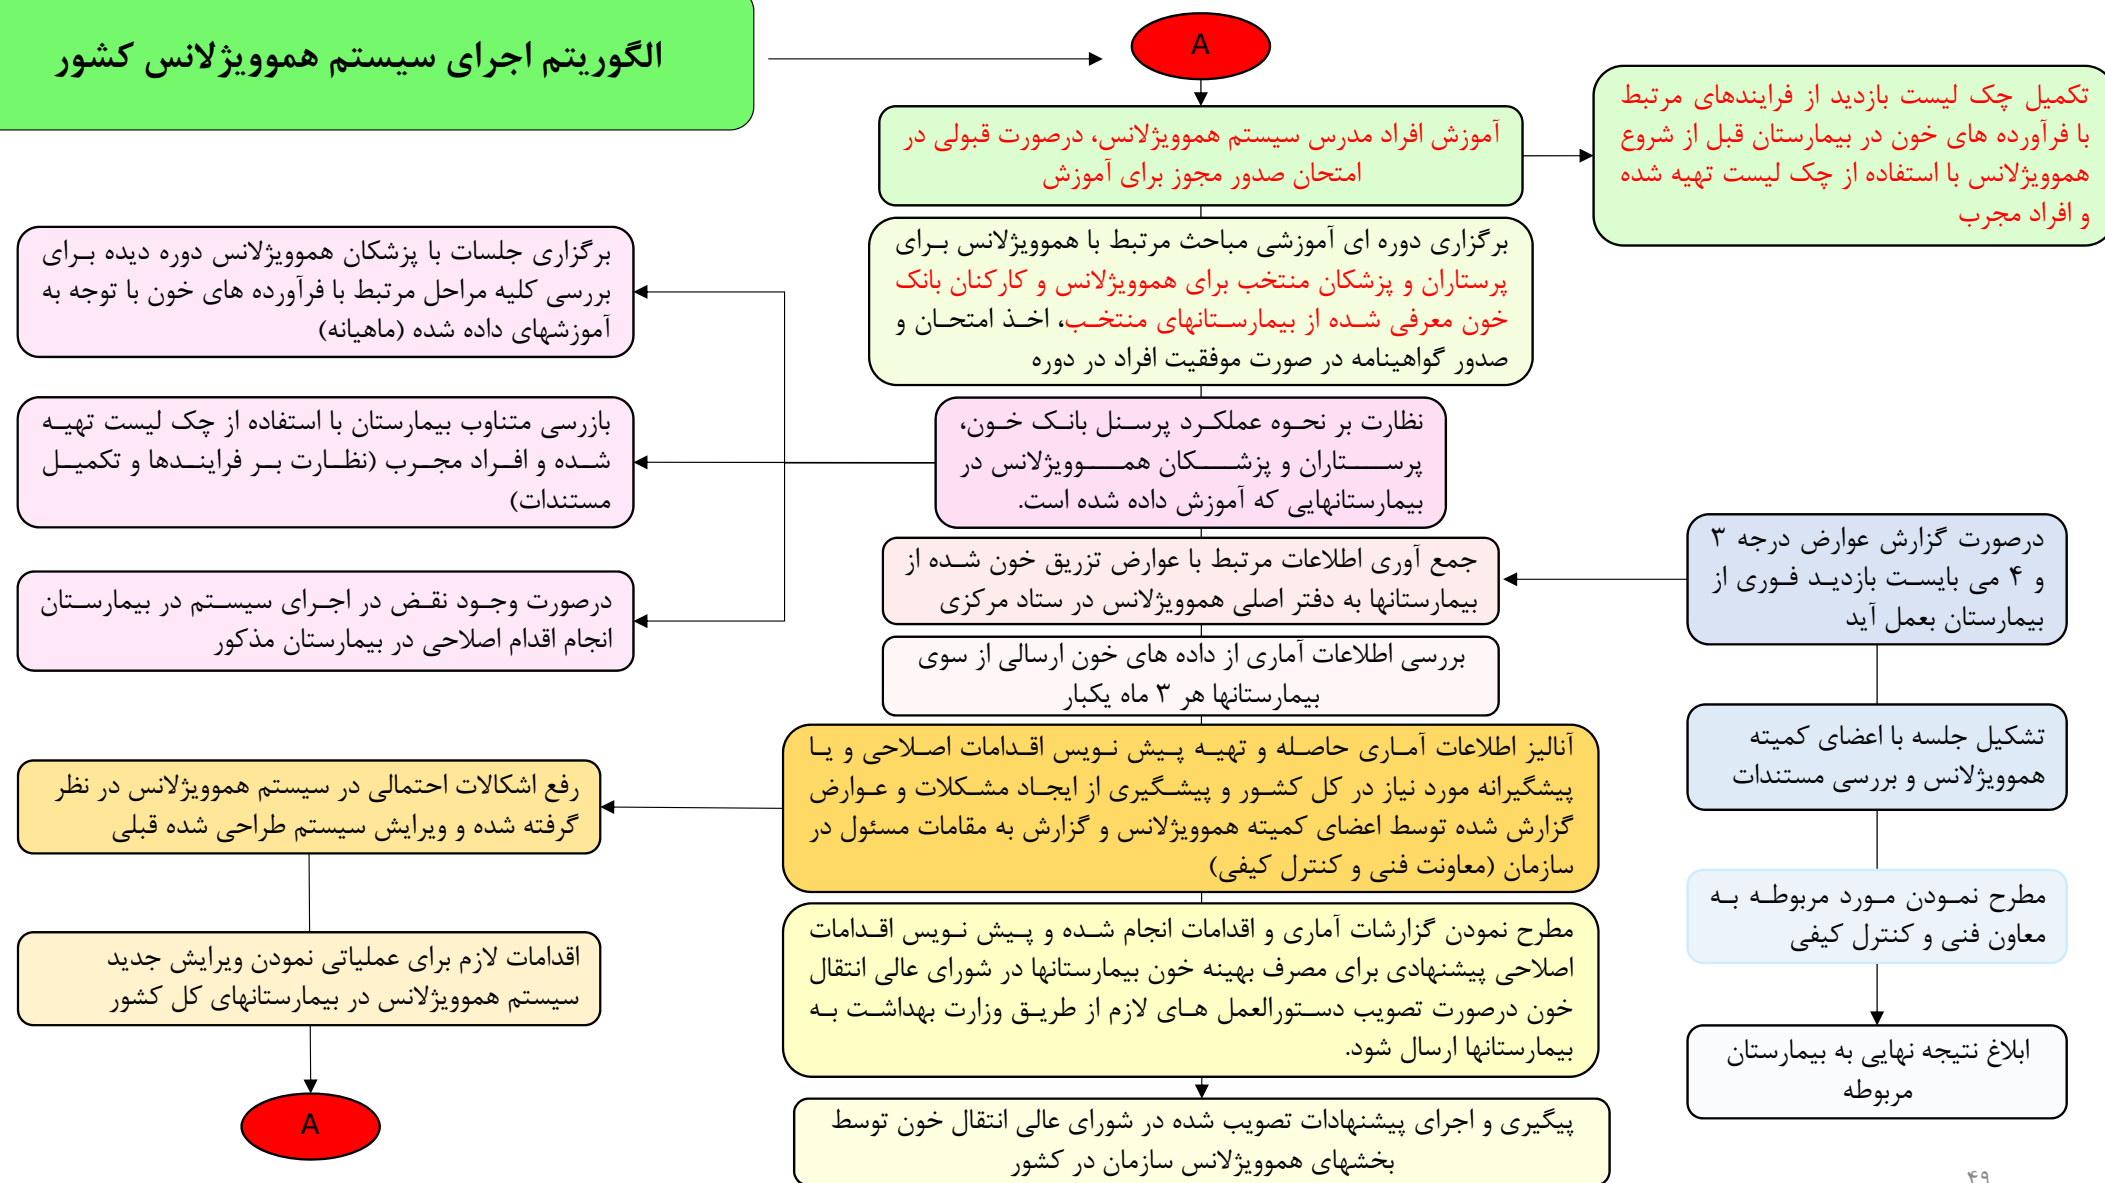 الگوریتم اجرای سیستم هموویژلانس کشور
A
آموزش افراد مدرس سیستم هموویژلانس، درصورت قبولی در
امتحان صدور مجوز برای آموزش
تکمیل چک لیست بازدید از فرایندهای مرتبط
با فرآورده های خون در بیمارستان قبل از شروع
هموویژلانس با استفاده از چک لیست تهیه شده
و افراد مجرب
برگزاری دوره ای آموزشی مباحث مرتبط با هموویژلانس برای
پرستاران و پزشکان منتخب برای هموویژلانس و کارکنان بانک
خون معرفی شده از بیمارستانهای منتخب، اخذ امتحان و
صدور گواهینامه در صورت موفقیت افراد در دوره
برگزاری جلسات با پزشکان هموویژلانس دوره دیده برای
بررسی کلیه مراحل مرتبط با فرآورده های خون با توجه به
آموزشهای داده شده (ماهیانه)
نظارت بر نحوه عملکرد پرسنل بانک خون،
پرستاران و پزشکان هموویژلانس در
بیمارستانهایی که آموزش داده شده است.
بازرسی متناوب بیمارستان با استفاده از چک لیست تهیه
شده و افراد مجرب (نظارت بر فرایندها و تکمیل
مستندات)
درصورت وجود نقض در اجرای سیستم در بیمارستان
انجام اقدام اصلاحی در بیمارستان مذکور
جمع آوری اطلاعات مرتبط با عوارض تزریق خون شده از
بیمارستانها به دفتر اصلی هموویژلانس در ستاد مرکزی
درصورت گزارش عوارض درجه ۳
و ۴ می بایست بازدید فوری از
بیمارستان بعمل آید
بررسی اطلاعات آماری از داده های خون ارسالی از سوی
بیمارستانها هر ۳ ماه یکبار
تشکیل جلسه با اعضای کمیته
هموویژلانس و بررسی مستندات
آنالیز اطلاعات آماری حاصله و تهیه پیش نویس اقدامات اصلاحی و یا
پیشگیرانه مورد نیاز در کل کشور و پیشگیری از ایجاد مشکلات و عوارض
گزارش شده توسط اعضای کمیته هموویژلانس و گزارش به مقامات مسئول در
سازمان (معاونت فنی و کنترل کیفی)
رفع اشکالات احتمالی در سیستم هموویژلانس در نظر
گرفته شده و ویرایش سیستم طراحی شده قبلی
مطرح نمودن مورد مربوطه به
معاون فنی و کنترل کیفی
مطرح نمودن گزارشات آماری و اقدامات انجام شده و پیش نویس اقدامات
اصلاحی پیشنهادی برای مصرف بهینه خون بیمارستانها در شورای عالی انتقال
خون درصورت تصویب دستورالعمل های لازم از طریق وزارت بهداشت به
بیمارستانها ارسال شود.
اقدامات لازم برای عملیاتی نمودن ویرایش جدید
سیستم هموویژلانس در بیمارستانهای کل کشور
ابلاغ نتیجه نهایی به بیمارستان
مربوطه
A
پیگیری و اجرای پیشنهادات تصویب شده در شورای عالی انتقال خون توسط
بخشهای هموویژلانس سازمان در کشور
۴۹